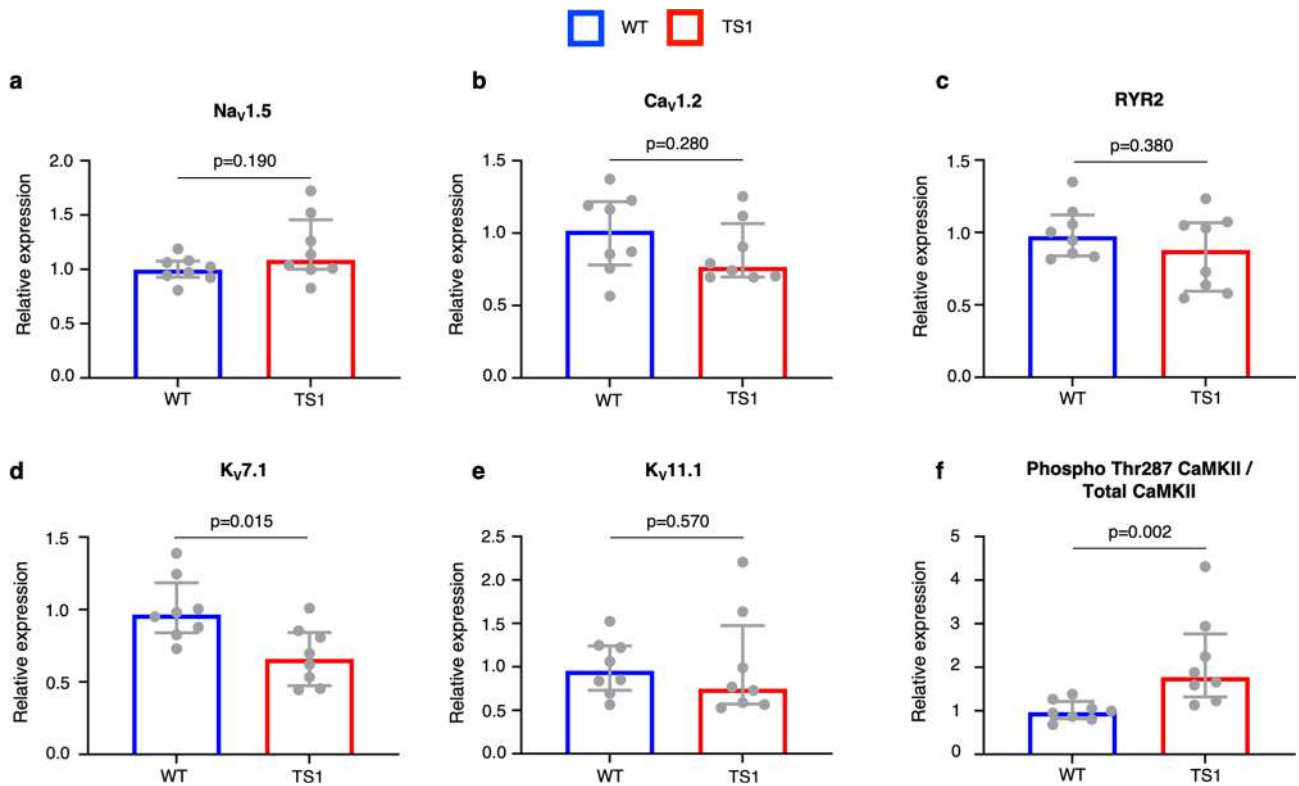 WT TS1
a
Nav1.5
p=0.190
Relative expression
2.0
1.5
1.0
0.5
0.0
WT TS1
b
Cav1.2
p=0.280
Relative expression
1.5
1.0
0.5
0.0
WT TS1
c
RYR2
p=0.380
Relative expression
1.5
1.0
0.5
0.0
WT TS1
d
Kv7.1
p=0.015
Relative expression
1.5
1.0
0.5
0.0
WT TS1
e
Kv11.1
p=0.570
Relative expression
2.5
2.0
1.5
1.0
0.5
0.0
WT TS1
f
Phospho Thr287 CaMKII /
Total CaMKII
p=0.002
Relative expression
5
4
3
2
1
0
WT TS1